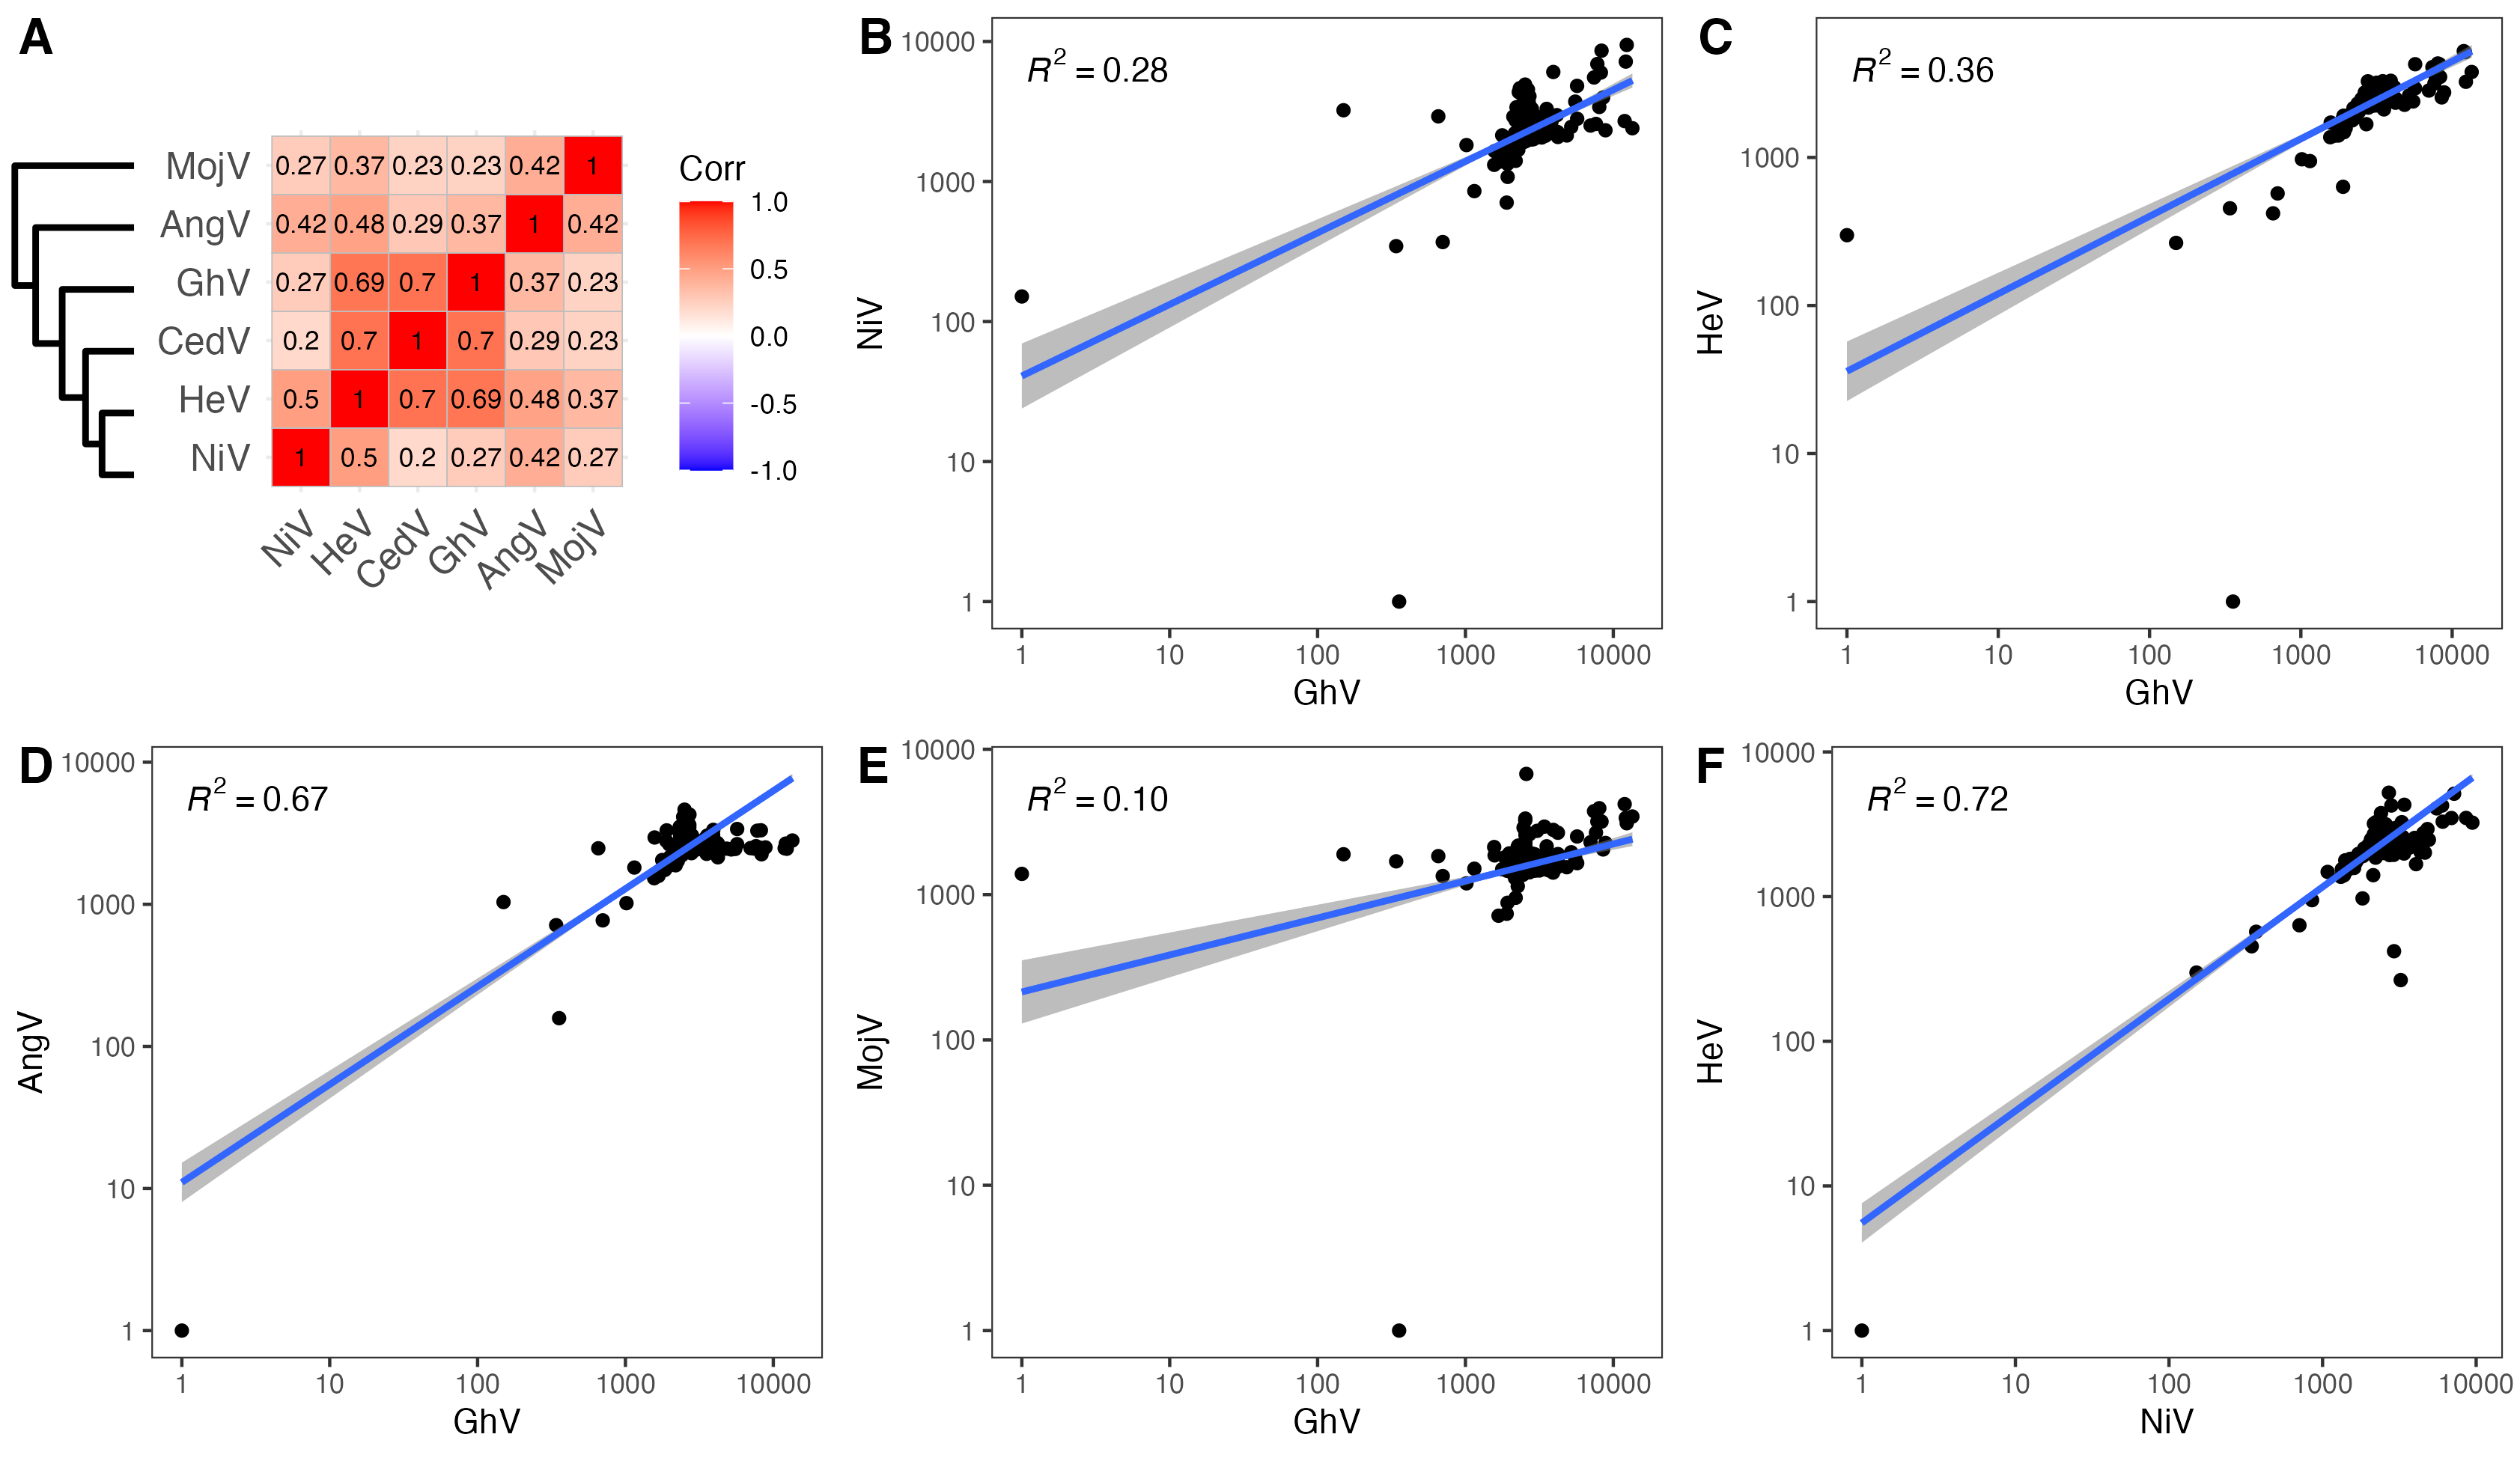 A
MojV 0.27 0.37 0.23 0.23 0.42 1
AngV 0.42 0.48 0.29 0.37 1 0.42
GhV 0.27 0.69 0.7 1 0.37 0.23
CedV 0.2 0.7 1 0.7 0.29 0.23
HeV 0.5 1 0.7 0.69 0.48 0.37
NiV 1 0.5 0.2 0.27 0.42 0.27
NiV HeV CedV GhV AngV MojV
Corr
1.0
0.5
0.0
-0.5
-1.0
B
R² = 0.28
NiV
10000
1000
100
10
1
1 10 100 1000 10000
GhV
C
R² = 0.36
HeV
1000
100
10
1
1 10 100 1000 10000
GhV
D
R² = 0.67
AngV
10000
1000
100
10
1
1 10 100 1000 10000
GhV
E
R² = 0.10
MojV
10000
1000
100
10
1
1 10 100 1000 10000
GhV
F
R² = 0.72
HeV
10000
1000
100
10
1
1 10 100 1000 10000
NiV